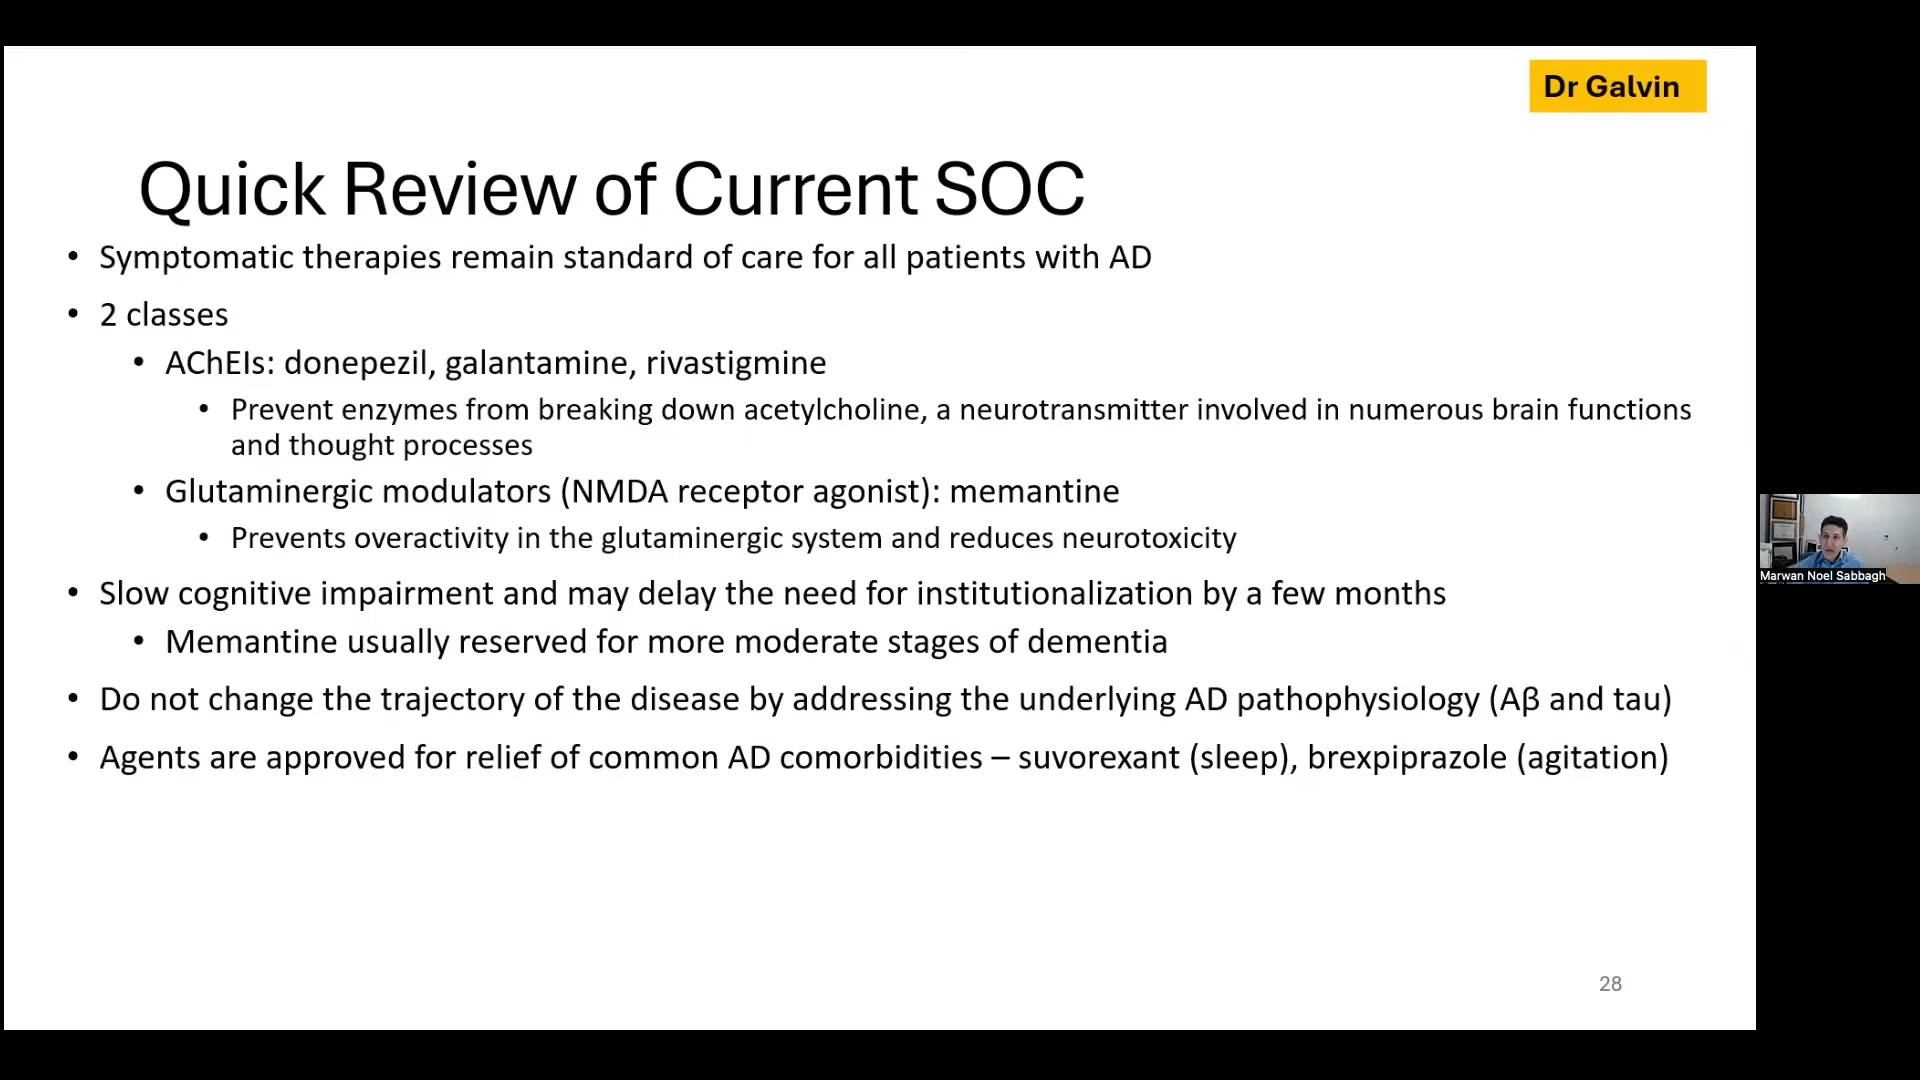 Dr Galvin
Quick Review of Current SOC
• Symptomatic therapies remain standard of care for all patients with AD
• 2 classes
• AChEIs: donepezil, galantamine, rivastigmine
• Prevent enzymes from breaking down acetylcholine, a neurotransmitter involved in numerous brain functions
and thought processes
• Glutaminergic modulators (NMDA receptor agonist): memantine
• Prevents overactivity in the glutaminergic system and reduces neurotoxicity
• Slow cognitive impairment and may delay the need for institutionalization by a few months
• Memantine usually reserved for more moderate stages of dementia
• Do not change the trajectory of the disease by addressing the underlying AD pathophysiology (Aβ and tau)
• Agents are approved for relief of common AD comorbidities – suvorexant (sleep), brexpiprazole (agitation)
Marwan Noel Sabbagh
28